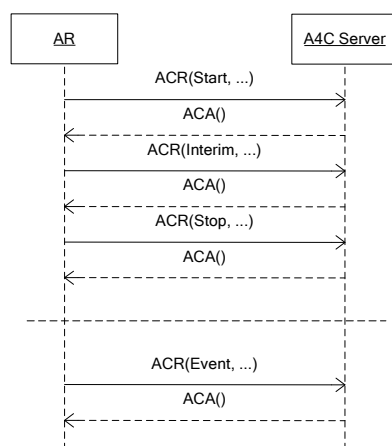 AR
A4C Server
ACR(Start, ...)
ACA()
ACR(Interim, ...)
ACA()
ACR(Stop, ...)
ACA()
ACR(Event, ...)
ACA()